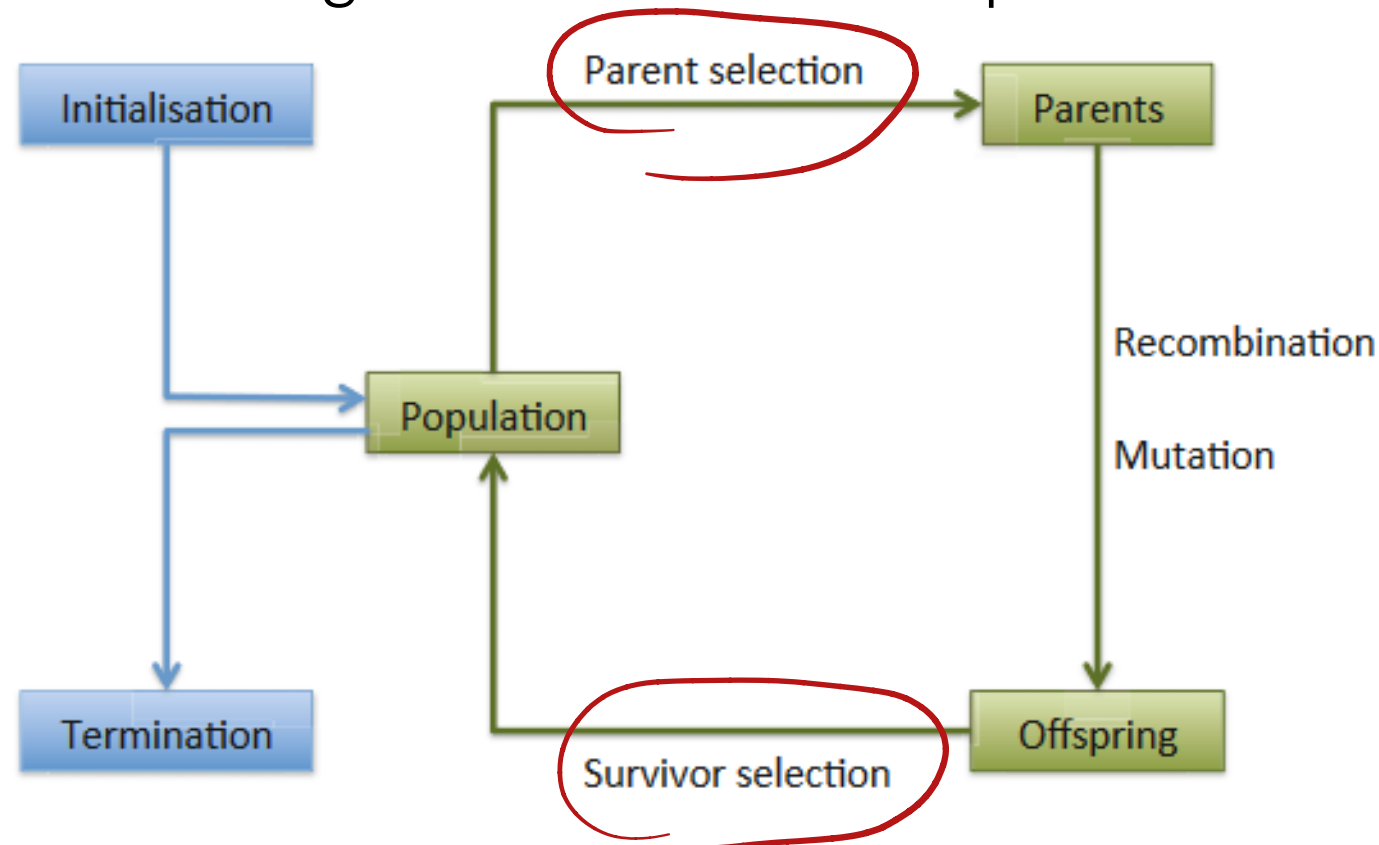 Parent selection
Initialisation
Parents
Recombination
Population
Mutation
Termination
Offspring
Survivor selection